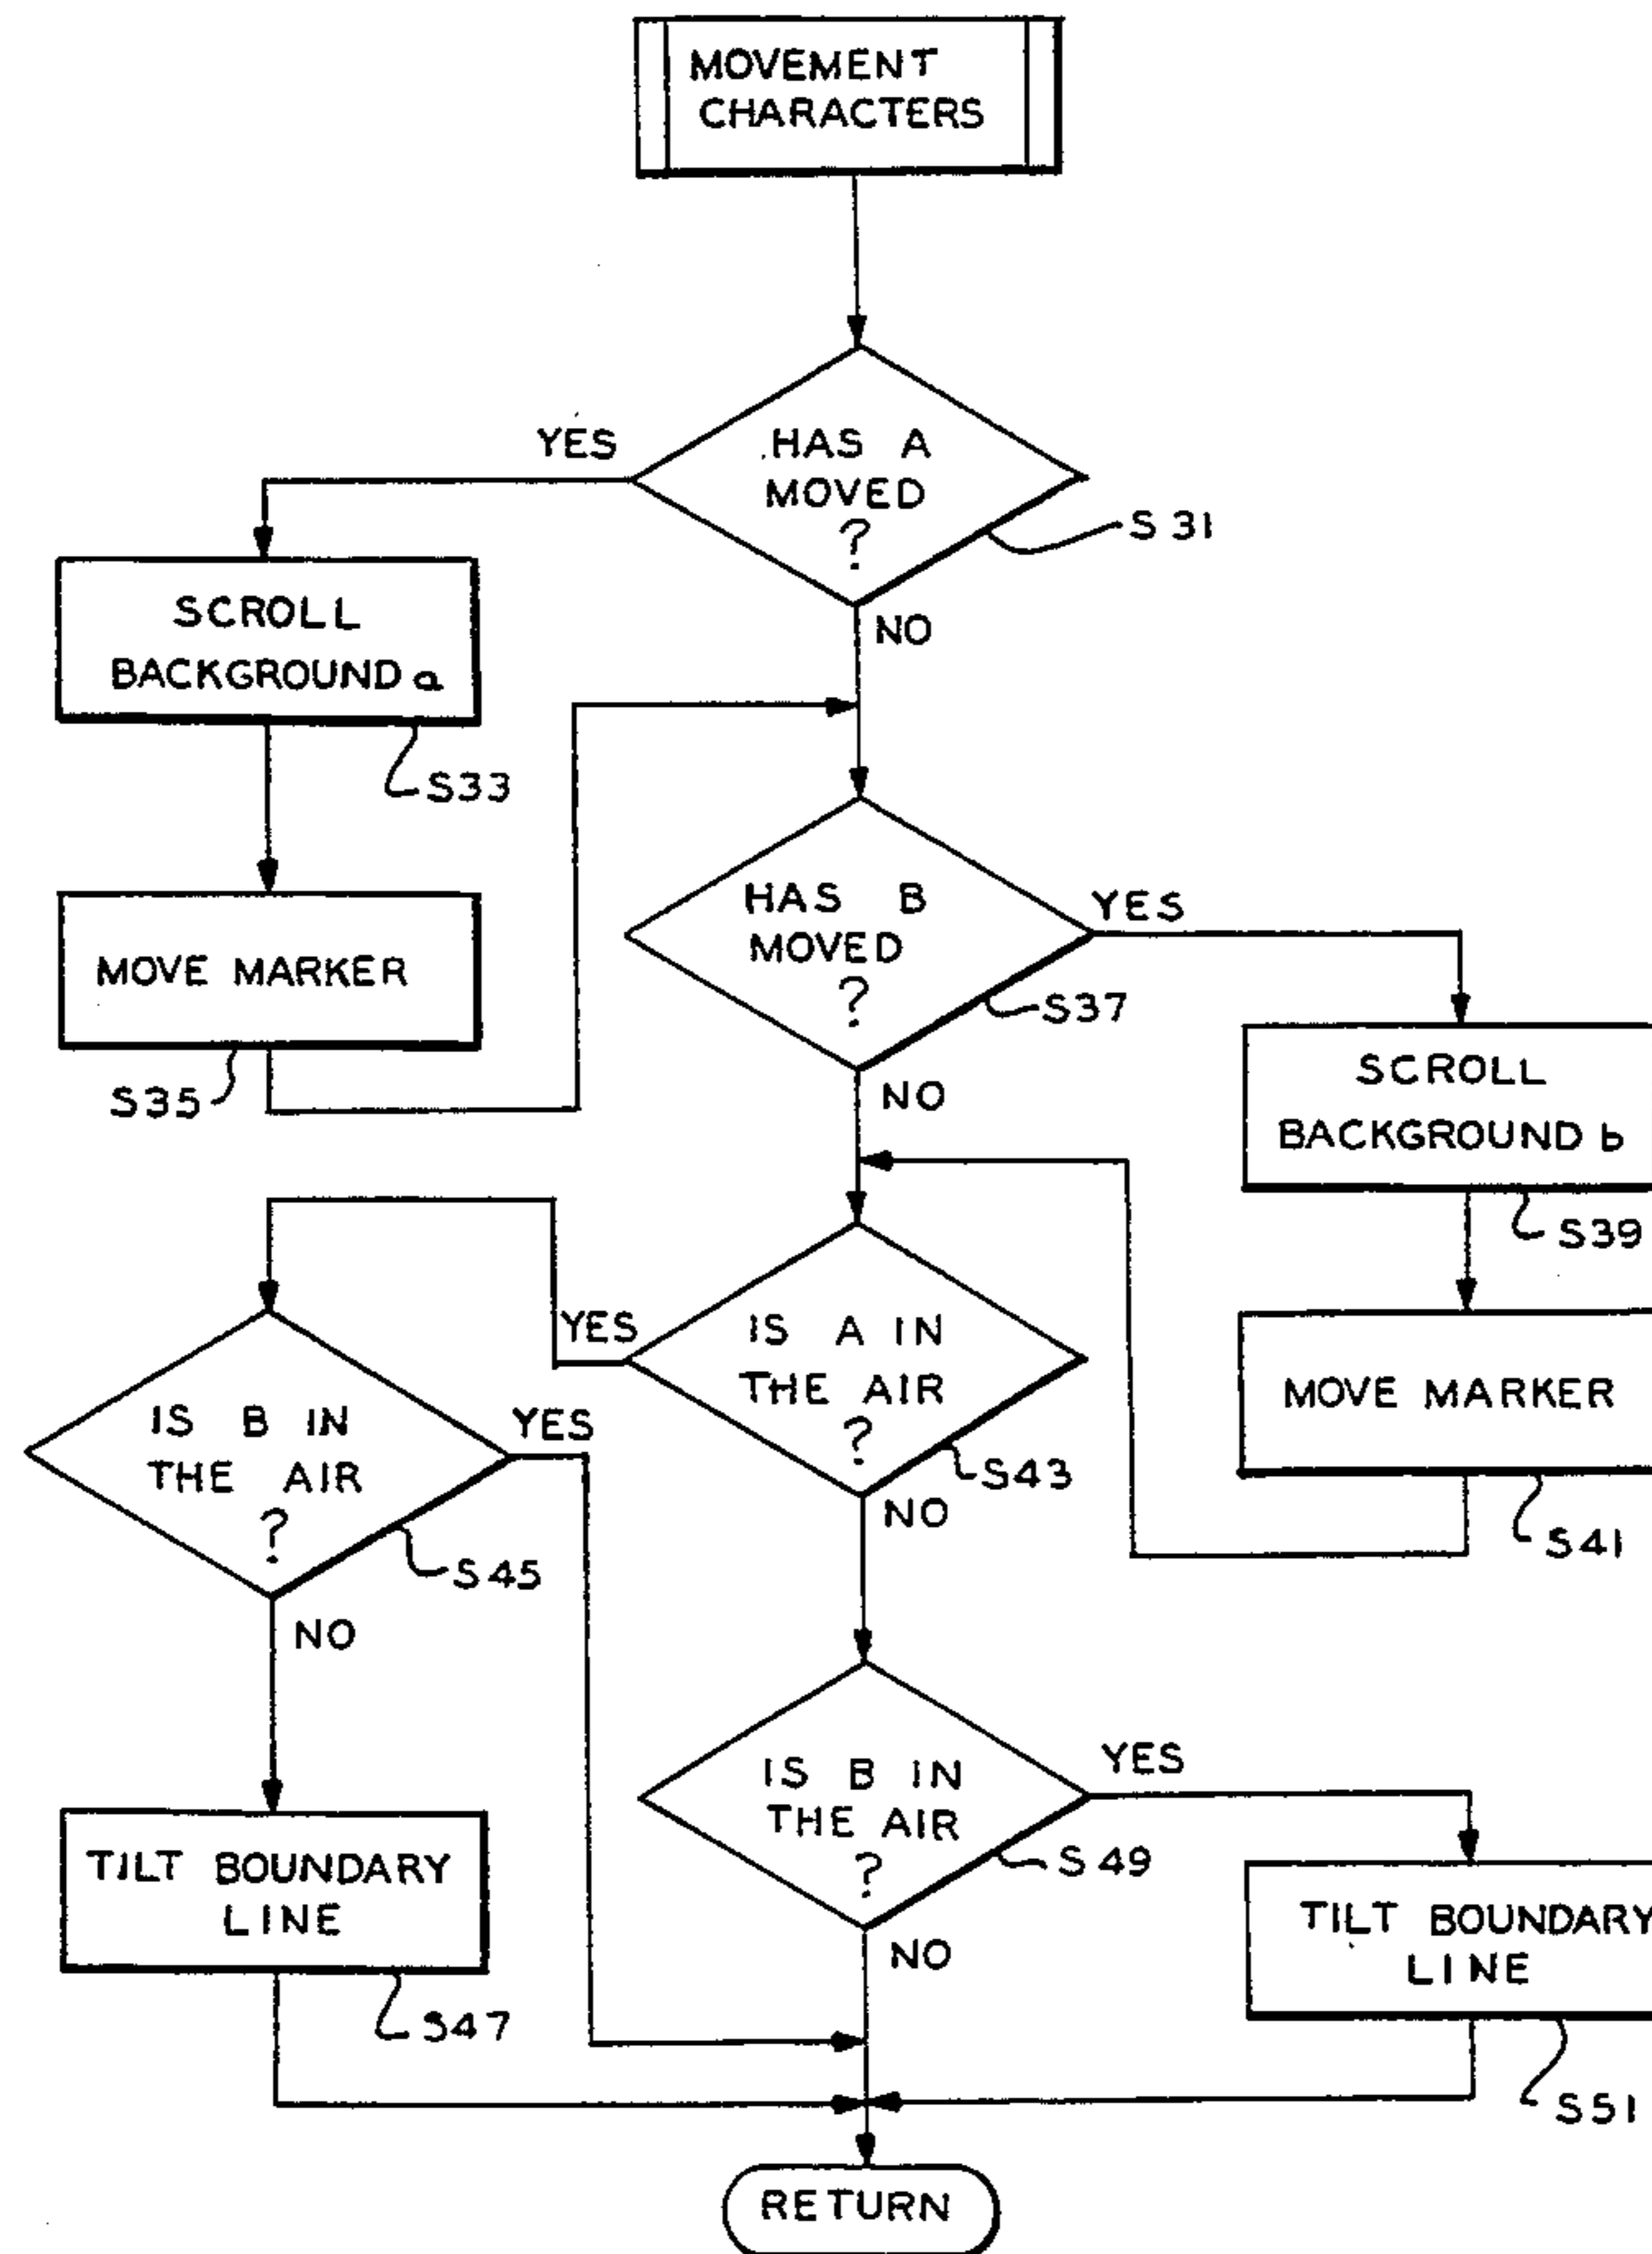 MOVEMENT
CHARACTERS
YES
HAS A
MOVED
?
S31
NO
SCROLL
BACKGROUND a
S33
MOVE MARKER
S35
HAS B
MOVED
?
YES
S37
NO
SCROLL
BACKGROUND b
S39
MOVE MARKER
S41
YES
IS A IN
THE AIR
?
S43
NO
IS B IN
THE AIR
?
YES
S45
NO
TILT BOUNDARY
LINE
S47
IS B IN
THE AIR
?
YES
S49
NO
TILT BOUNDARY
LINE
S51
RETURN